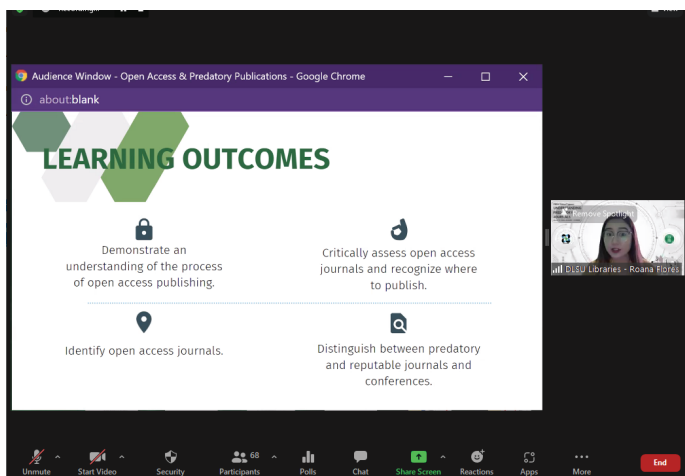 View
Audience Window - Open Access & Predatory Publications - Google Chrome
about:blank
LEARNING OUTCOMES
Demonstrate an
understanding of the process
of open access publishing.
Critically assess open access
journals and recognize where
to publish.
Identify open access journals.
Distinguish between predatory
and reputable journals and
conferences.
Remove Spotlight
DLSU Libraries - Roana Flores
Unmute
Start Video
Security
68
Participants
Polls
Chat
Share Screen
Reactions
Apps
More
End